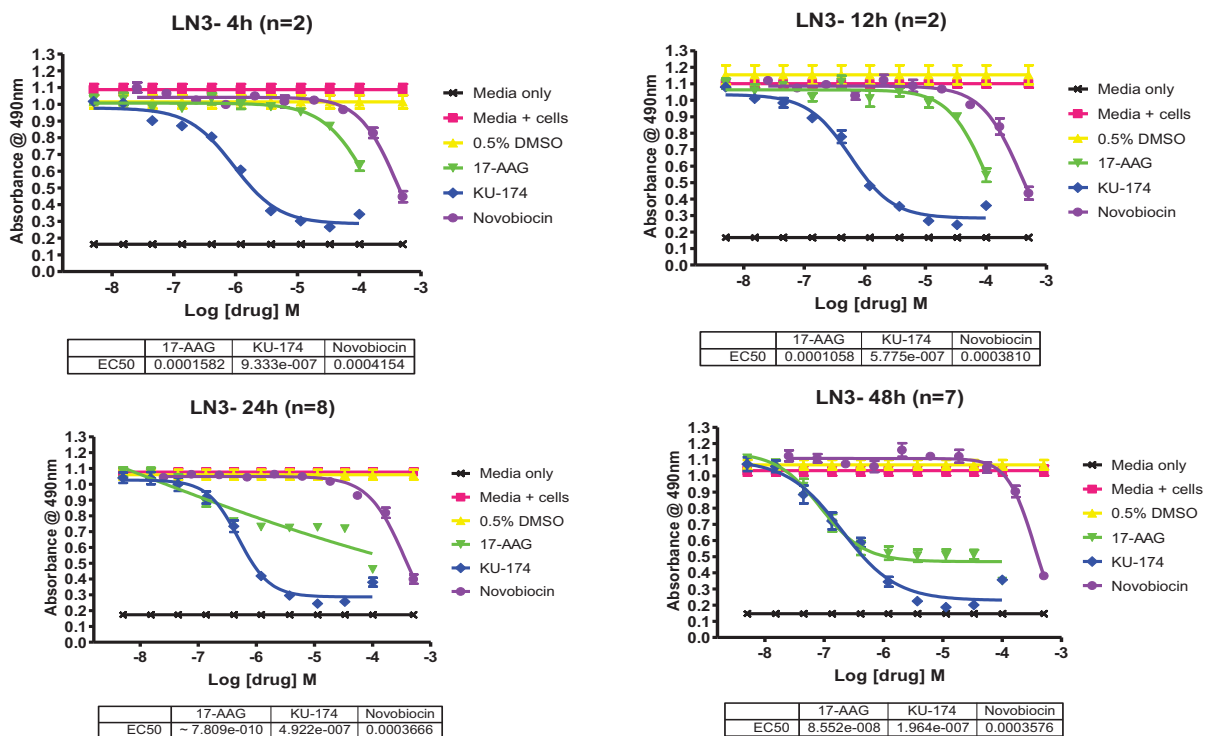 LN3- 4h (n=2)
1.3
1.2
1.1
1.0
0.9
0.8
0.7
0.6
0.5
0.4
0.3
0.2
0.1
0.0
Absorbance @ 490nm
-8 -7 -6 -5 -4 -3
Log [drug] M
Media only
Media + cells
0.5% DMSO
17-AAG
KU-174
Novobiocin
17-AAG KU-174 Novobiocin
EC50 0.0001582 9.333e-007 0.0004154
LN3- 12h (n=2)
1.3
1.2
1.1
1.0
0.9
0.8
0.7
0.6
0.5
0.4
0.3
0.2
0.1
0.0
Absorbance @ 490nm
-8 -7 -6 -5 -4 -3
Log [drug] M
Media only
Media + cells
0.5% DMSO
17-AAG
KU-174
Novobiocin
17-AAG KU-174 Novobiocin
EC50 0.0001058 5.775e-007 0.0003810
LN3- 24h (n=8)
1.3
1.2
1.1
1.0
0.9
0.8
0.7
0.6
0.5
0.4
0.3
0.2
0.1
0.0
Absorbance @ 490nm
-8 -7 -6 -5 -4 -3
Log [drug] M
Media only
Media + cells
0.5% DMSO
17-AAG
KU-174
Novobiocin
17-AAG KU-174 Novobiocin
EC50 ~ 7.809e-010 4.922e-007 0.0003666
LN3- 48h (n=7)
1.3
1.2
1.1
1.0
0.9
0.8
0.7
0.6
0.5
0.4
0.3
0.2
0.1
0.0
Absorbance @ 490nm
-8 -7 -6 -5 -4 -3
Log [drug] M
Media only
Media + cells
0.5% DMSO
17-AAG
KU-174
Novobiocin
17-AAG KU-174 Novobiocin
EC50 8.552e-008 1.964e-007 0.0003576